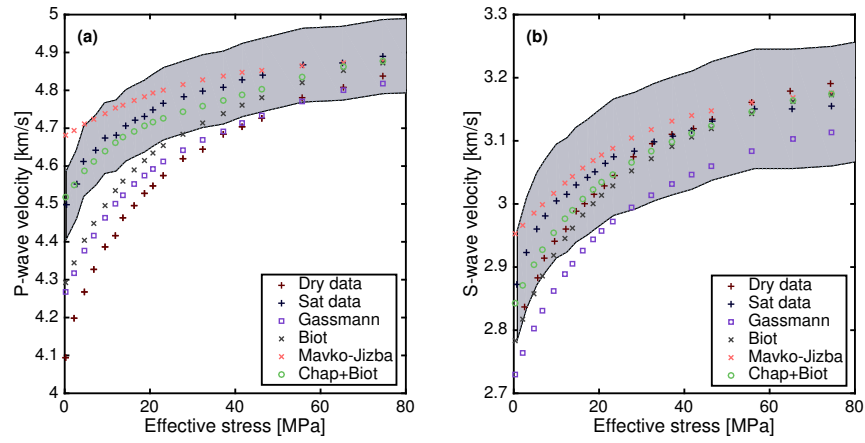 (a)
5
4.9
4.8
4.7
4.6
4.5
4.4
4.3
4.2
4.1
4
P-wave velocity [km/s]
0 20 40 60 80
Effective stress [MPa]
Dry data
Sat data
Gassmann
Biot
Mavko-Jizba
Chap+Biot
(b)
3.3
3.2
3.1
3
2.9
2.8
2.7
S-wave velocity [km/s]
0 20 40 60 80
Effective stress [MPa]
Dry data
Sat data
Gassmann
Biot
Mavko-Jizba
Chap+Biot